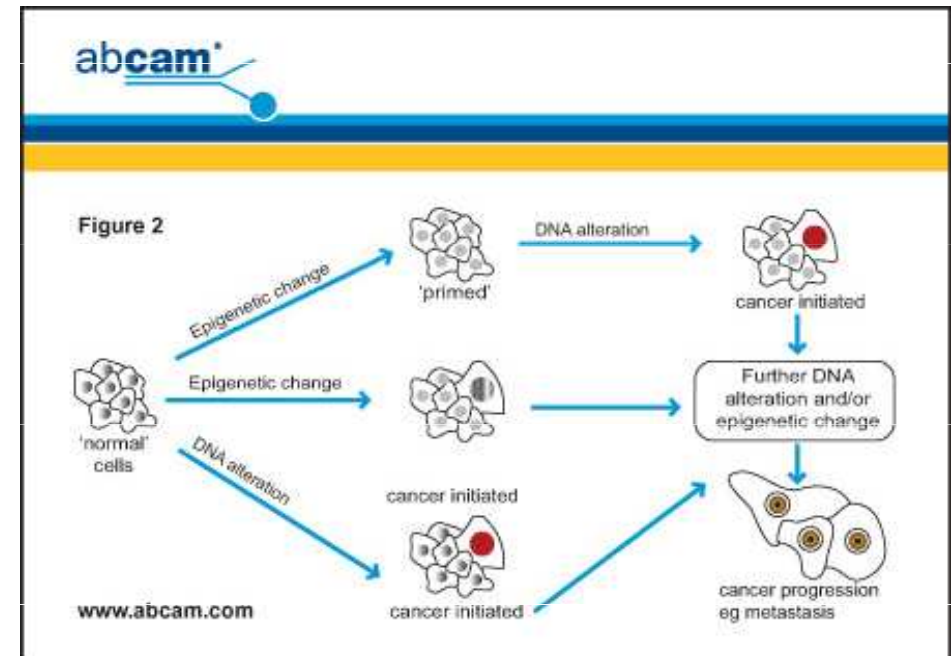 abcam
Figure 2
DNA alteration
'primed'
cancer initiated
Epigenetic change
Epigenetic change
Further DNA
alteration and/or
epigenetic change
'normal'
cells
DNA alteration
cancer initiated
cancer initiated
cancer progression
eg metastasis
www.abcam.com